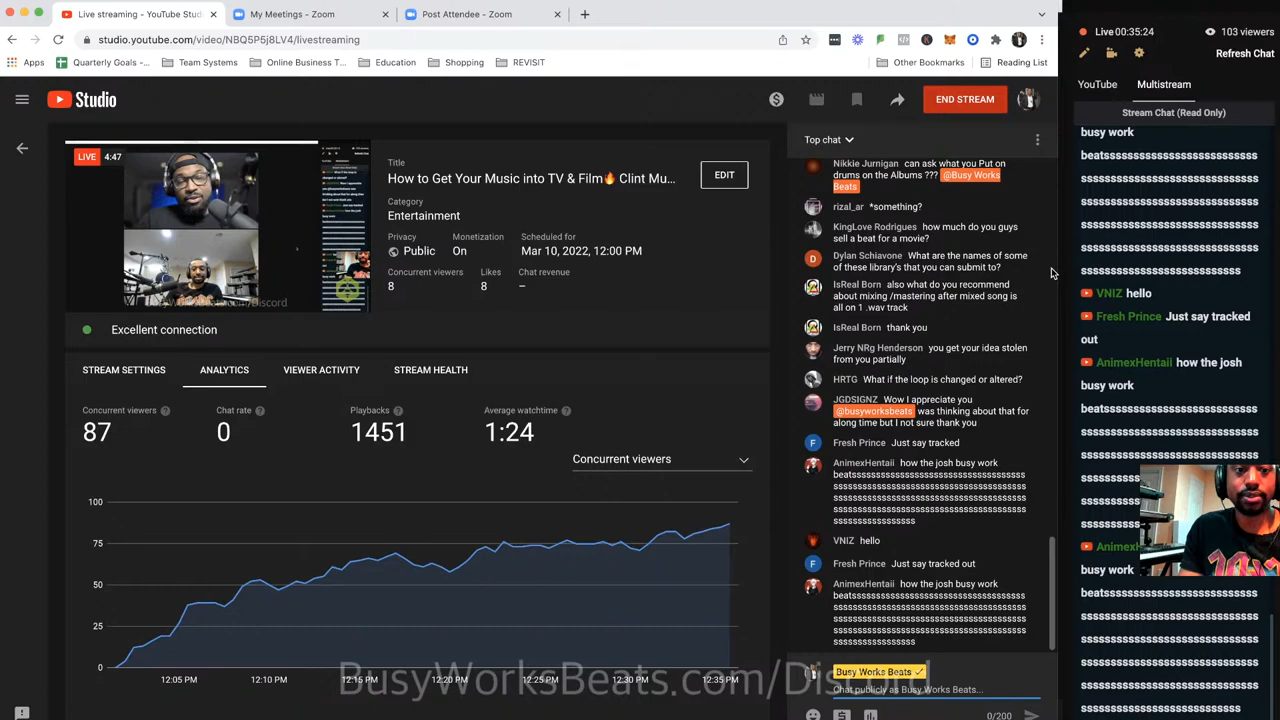 Live streaming - YouTube Stud
My Meetings - Zoom
Post Attendee - Zoom
studio.youtube.com/video/NBQ5P5j8LV4/livestreaming
Apps
Quarterly Goals -...
Team Systems
Online Business T...
Education
Shopping
REVISIT
Other Bookmarks
Reading List
Studio
END STREAM
LIVE 4:47
Title
How to Get Your Music into TV & Film🔥 Clint Mu...
EDIT
Category
Entertainment
Privacy
Monetization
Scheduled for
Public
On
Mar 10, 2022, 12:00 PM
Concurrent viewers
Likes
Chat revenue
8
8
–
Excellent connection
STREAM SETTINGS
ANALYTICS
VIEWER ACTIVITY
STREAM HEALTH
Concurrent viewers
Chat rate
Playbacks
Average watchtime
87
0
1451
1:24
Concurrent viewers
100
75
50
25
0
12:05 PM
12:10 PM
12:15 PM
12:20 PM
12:25 PM
12:30 PM
12:35 PM
Top chat
Nikkie Jurnigan can ask what you Put on
drums on the Albums ??? @Busy Works
Beats
rizal_ar *something?
KingLove Rodrigues how much do you guys
sell a beat for a movie?
Dylan Schiavone What are the names of some
of these library's that you can submit to?
IsReal Born also what do you recommend
about mixing /mastering after mixed song is
all on 1 .wav track
IsReal Born thank you
Jerry NRg Henderson you get your idea stolen
from you partially
HRTG What if the loop is changed or altered?
JGDSIGNZ Wow I appreciate you
@busyworksbeats was thinking about that for
along time but I not sure thank you
Fresh Prince Just say tracked
AnimexHentaii how the josh busy work
VNIZ hello
Fresh Prince Just say tracked out
AnimexHentaii how the josh busy work
Busy Works Beats
Chat publicly as Busy Works Beats...
0/200
BusyWorksBeats.com/Discord
Live 00:35:24
103 viewers
Refresh Chat
YouTube
Multistream
Stream Chat (Read Only)
busy work
VNIZ hello
Fresh Prince Just say tracked
out
AnimexHentaii how the josh
busy work
busy work